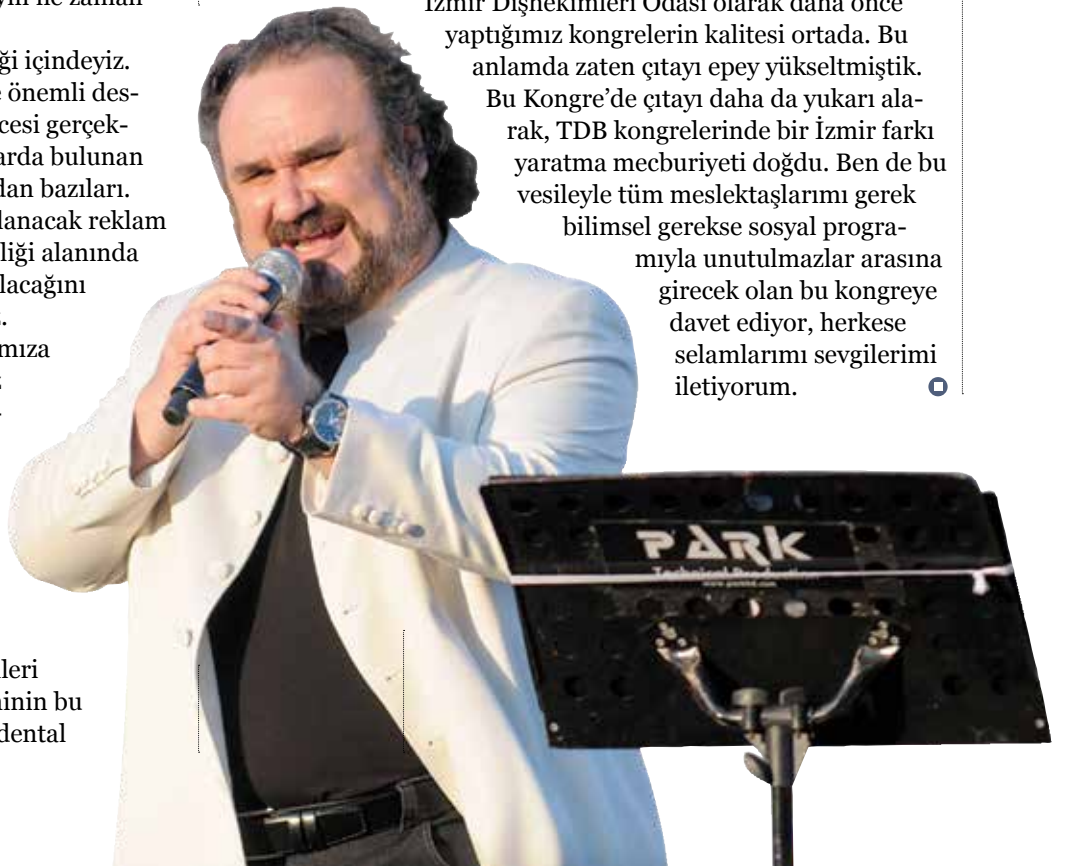 ği içindeyiz.
önemli des-
cesi gerçek-
arda bulunan
dan bazıları.
lanacak reklam
liği alanında
lacağını
mıza
leri
ninin bu
dental
İzmir Dişhekimleri Odası olarak daha önce
yaptığımız kongrelerin kalitesi ortada. Bu
anlamda zaten çıtayı epey yükseltmiştik.
Bu Kongre’de çıtayı daha da yukarı ala-
rak, TDB kongrelerinde bir İzmir farkı
yaratma mecburiyeti doğdu. Ben de bu
vesileyle tüm meslektaşlarımı gerek
bilimsel gerekse sosyal progra-
mıyla unutulmazlar arasına
girecek olan bu kongreye
davet ediyor, herkese
selamlarımı sevgilerimi
iletiyorum.
PARK